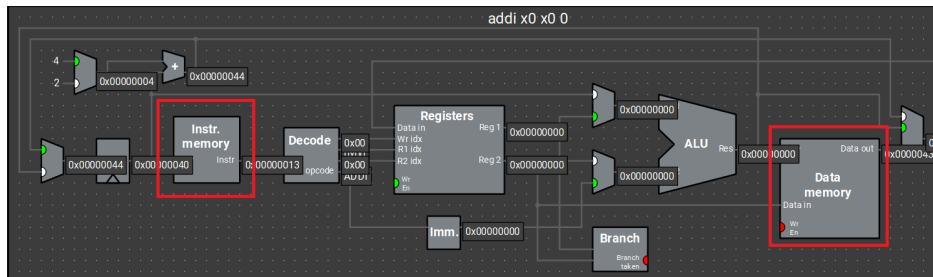 addi x0 x0 0
4
2
0x00000004
+
0x00000044
0x00000044
0x00000040
Instr.
memory
Instr
0x00000013
Decode
opcode
0x00
0x00
ADDI
Registers
Data in
Wr idx
R1 idx
R2 idx
Wr
En
Reg 1
Reg 2
0x00000000
0x00000000
Imm.
0x00000000
0x00000000
0x00000000
ALU
Res
0x00000000
Branch
Branch
taken
Data out
Data
memory
Data in
Wr
En